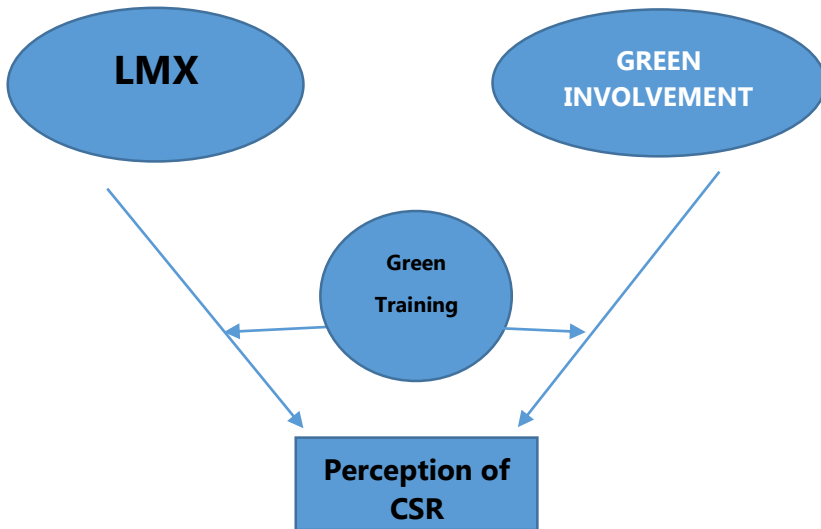 LMX
GREEN
INVOLVEMENT
Green
Training
Perception of
CSR